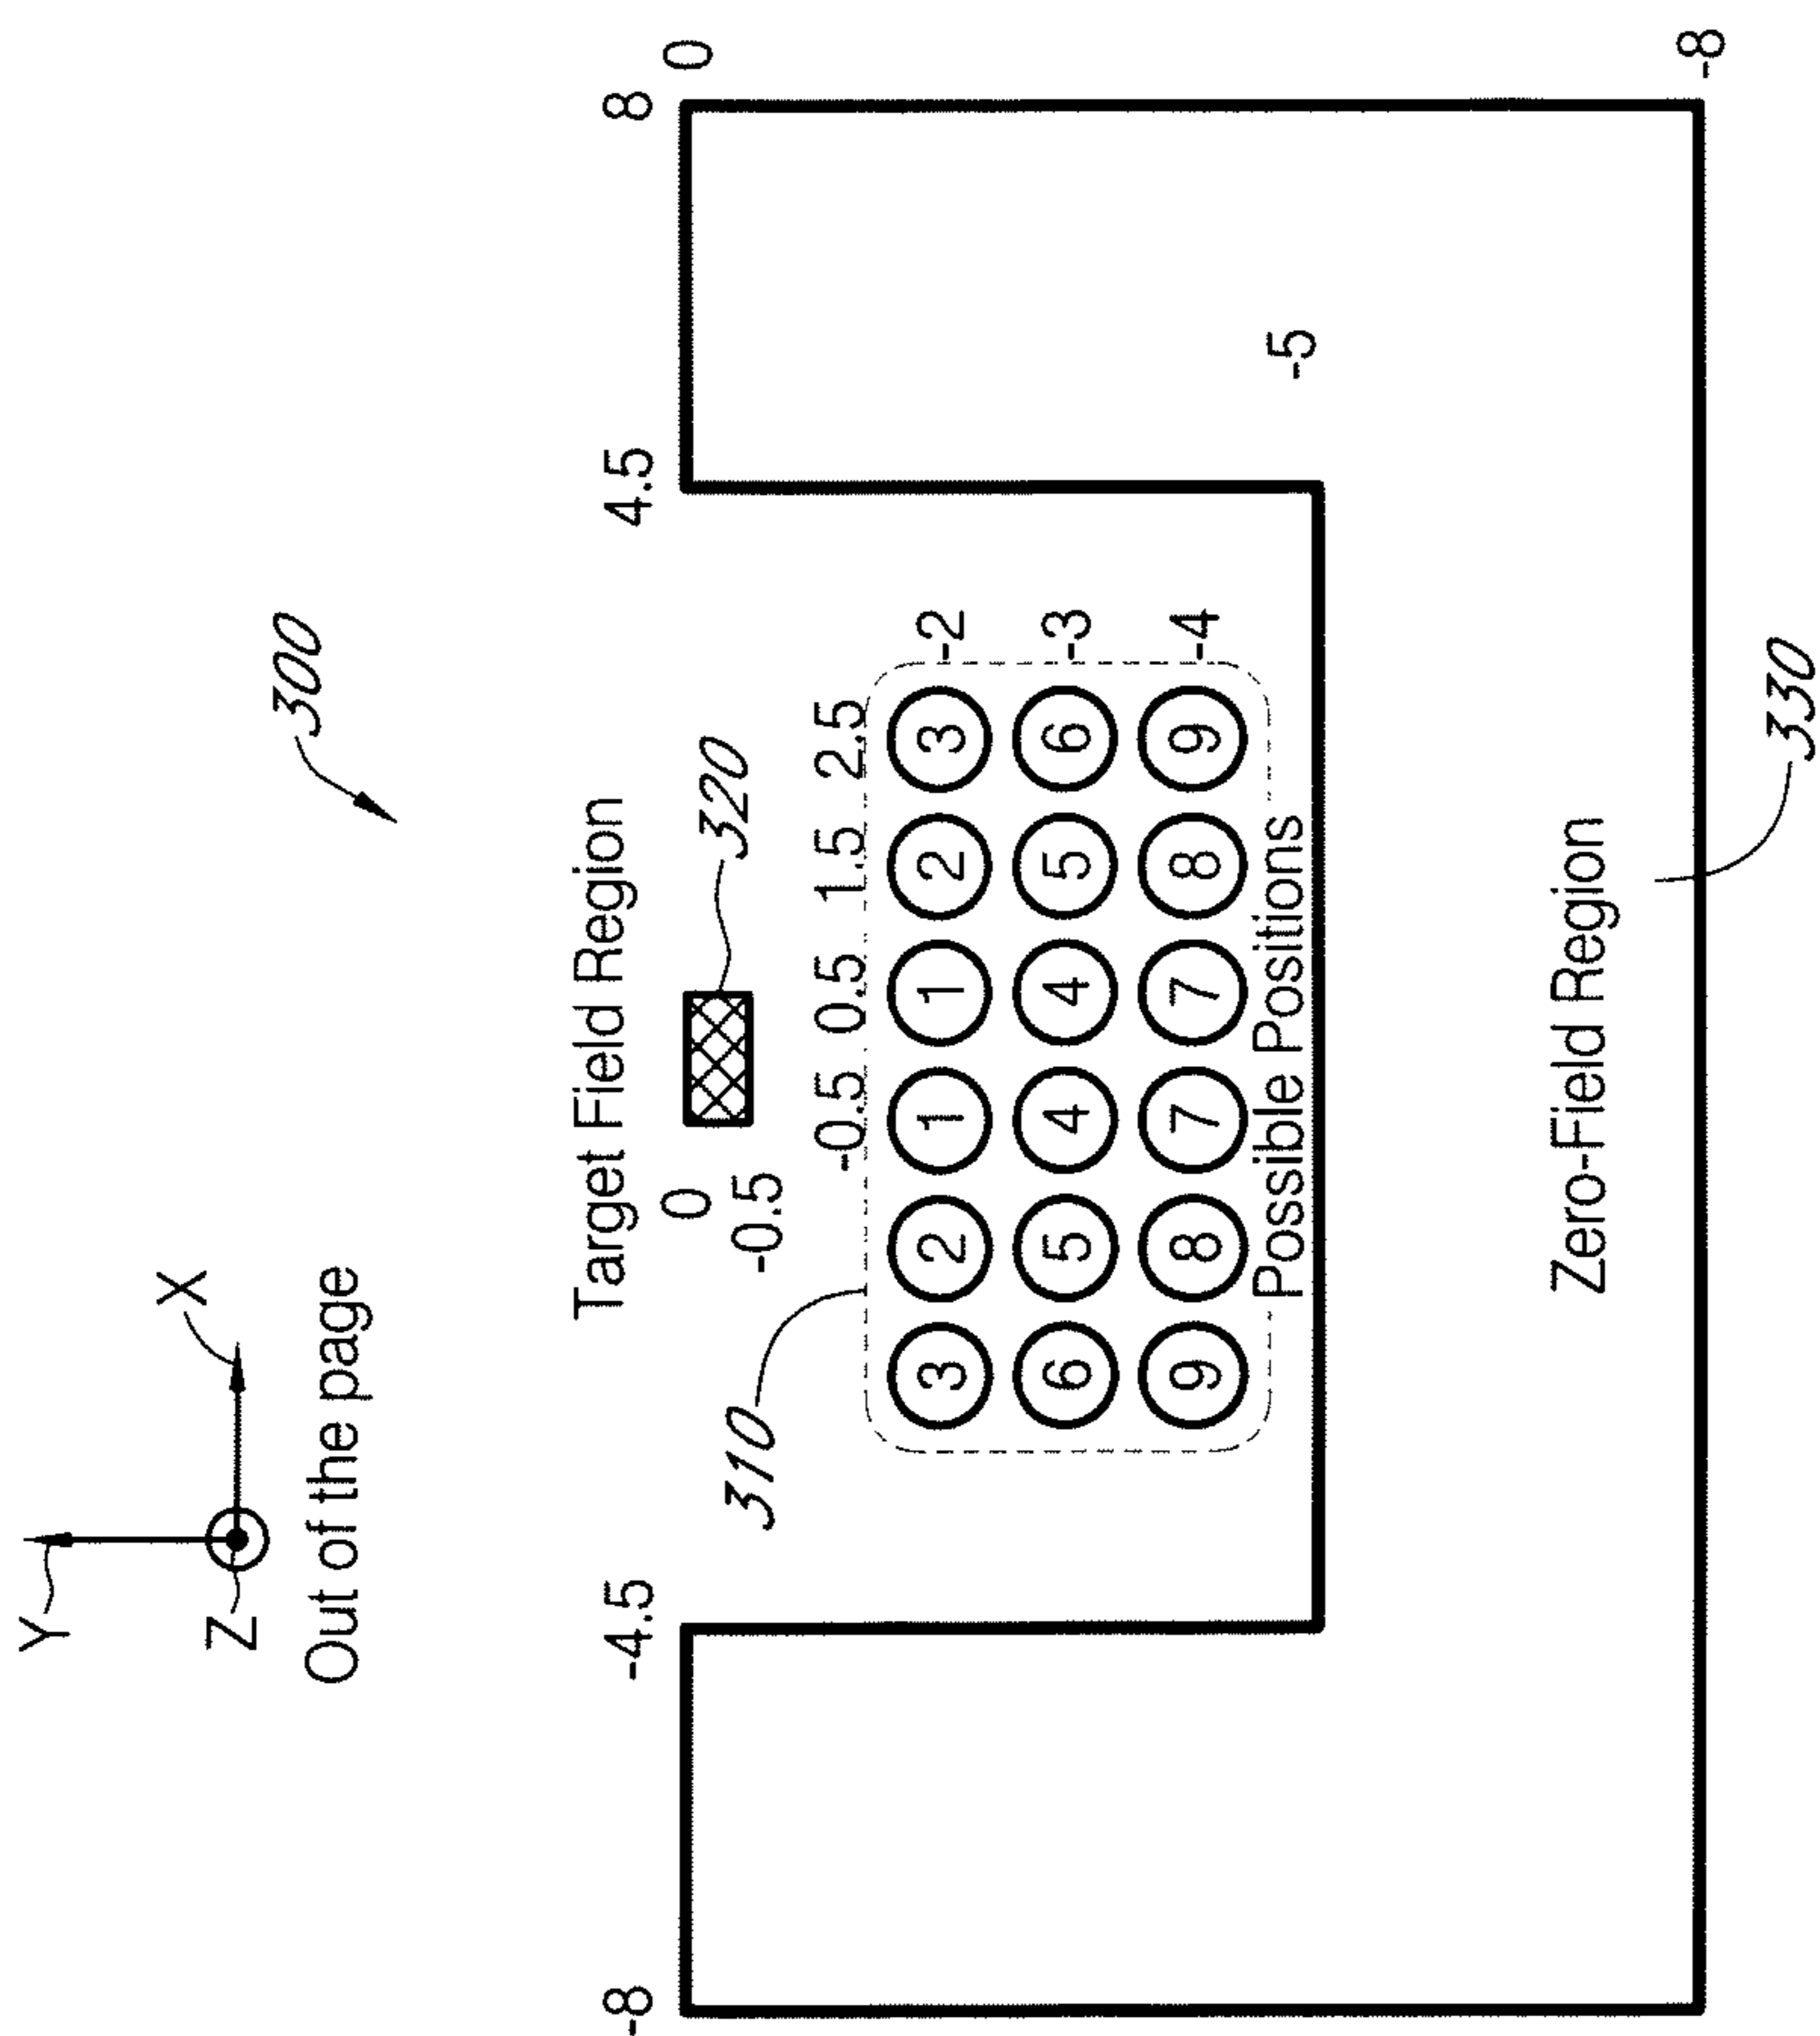 Y
X
Z
300
Out of the page
Target Field Region
-8 -4.5 4.5 8
0 0
320
-0.5
310
-0.5 0.5 1.5 2.5
3 2 1 1 2 3 -2
6 5 4 4 5 6 -3
9 8 7 7 8 9 -4
Possible Positions
-5
Zero-Field Region
-8
330